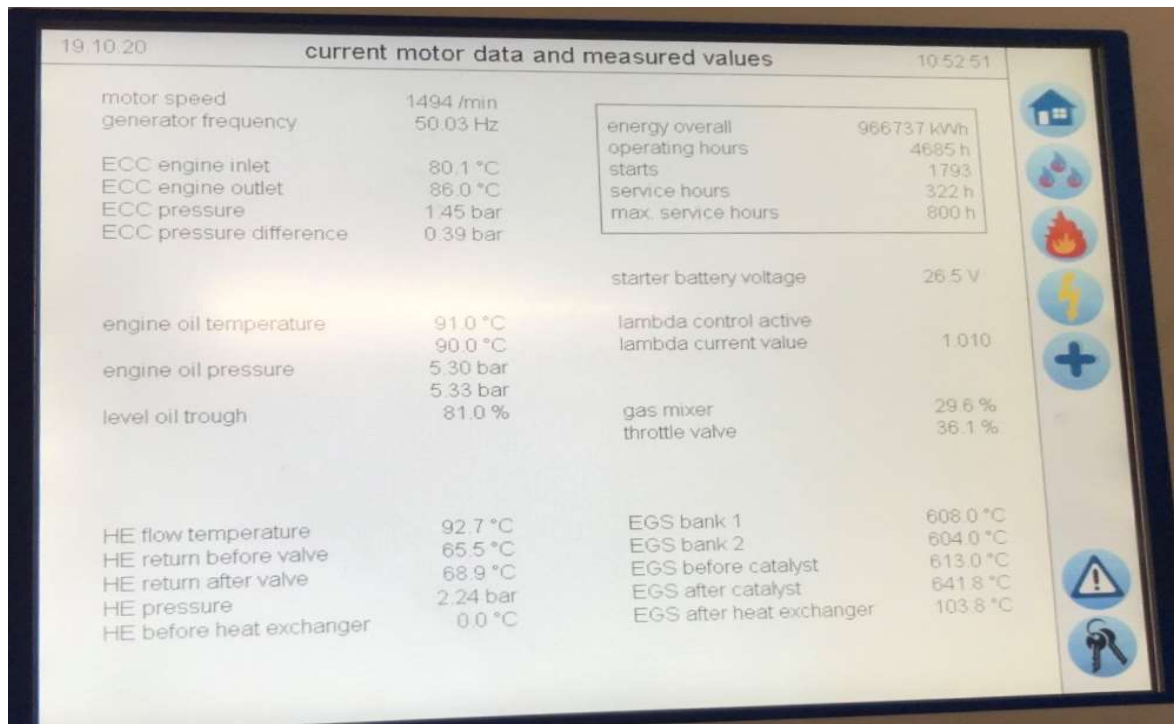 19.10.20 current motor data and measured values 10:52:51
motor speed 1494 /min
generator frequency 50.03 Hz
ECC engine inlet 80.1 °C
ECC engine outlet 86.0 °C
ECC pressure 1.45 bar
ECC pressure difference 0.39 bar
engine oil temperature 91.0 °C
90.0 °C
engine oil pressure 5.30 bar
5.33 bar
level oil trough 81.0 %
HE flow temperature 92.7 °C
HE return before valve 65.5 °C
HE return after valve 68.9 °C
HE pressure 2.24 bar
HE before heat exchanger 0.0 °C
energy overall 966737 kWh
operating hours 4685 h
starts 1793
service hours 322 h
max. service hours 800 h
starter battery voltage 26.5 V
lambda control active
lambda current value 1.010
gas mixer 29.6 %
throttle valve 36.1 %
EGS bank 1 608.0 °C
EGS bank 2 604.0 °C
EGS before catalyst 613.0 °C
EGS after catalyst 641.8 °C
EGS after heat exchanger 103.8 °C